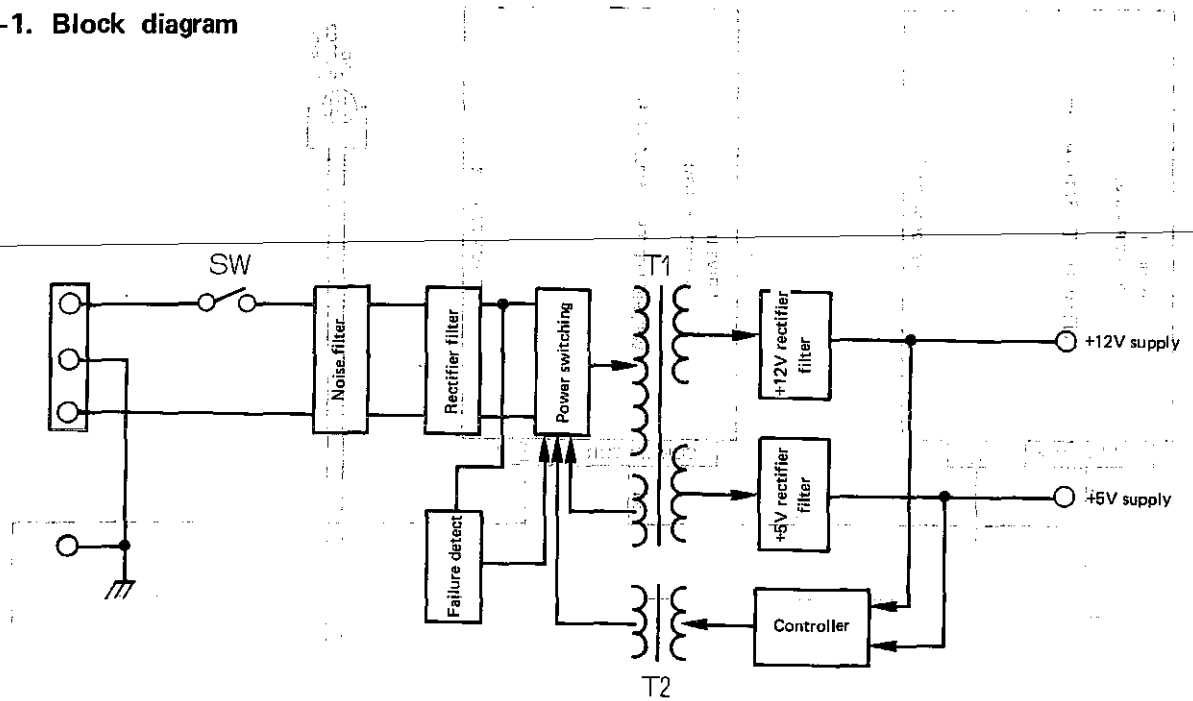 -1. Block diagram
SW
T1
Noise.filter
Rectifier filter
Power switching
+12V rectifier
filter
+12V supply
+5V rectifier
filter
+5V supply
Failure detect
Controller
T2